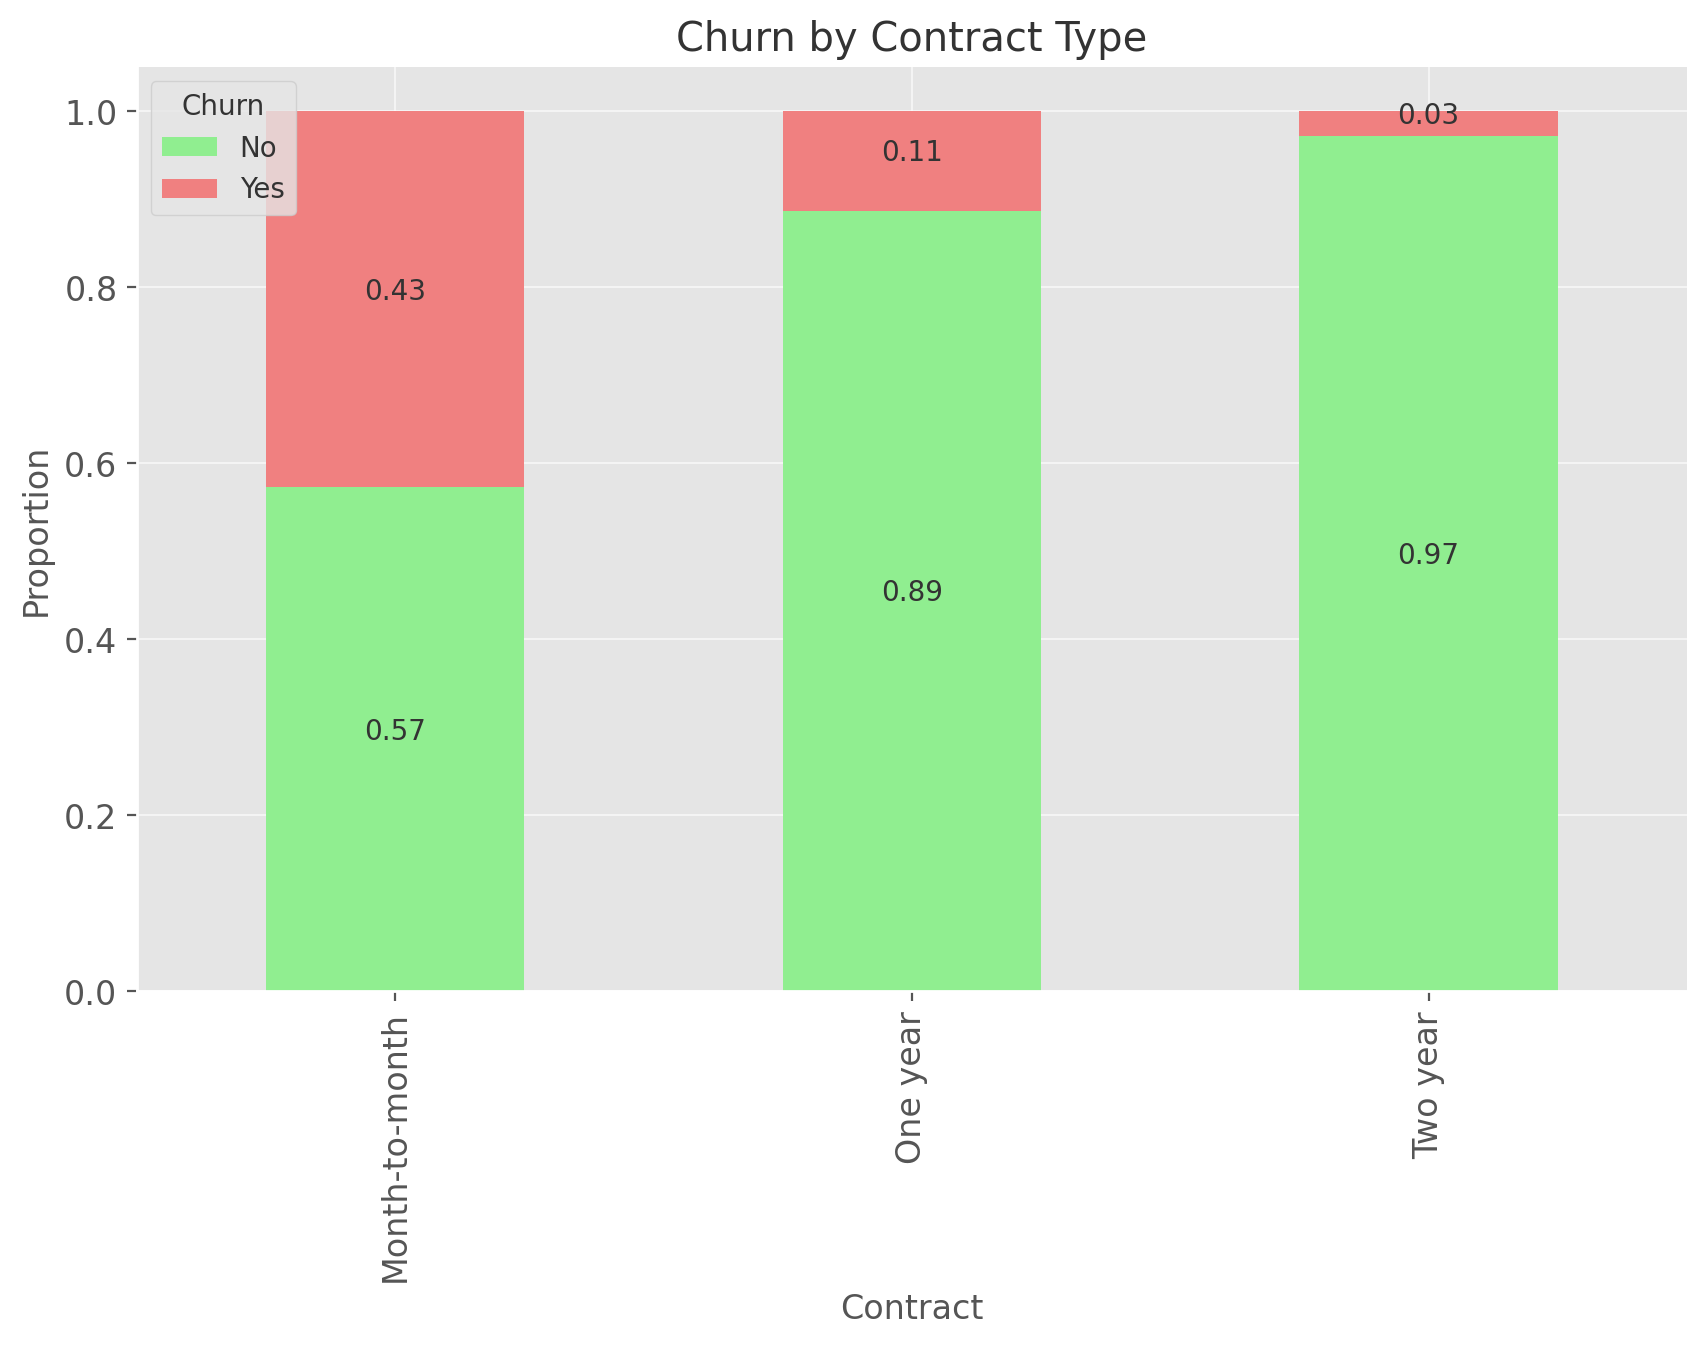 Churn by Contract Type
Churn
No
Yes
1.0
0.8
0.6
0.4
0.2
0.0
Proportion
0.43
0.57
0.11
0.89
0.03
0.97
Month-to-month
One year
Two year
Contract